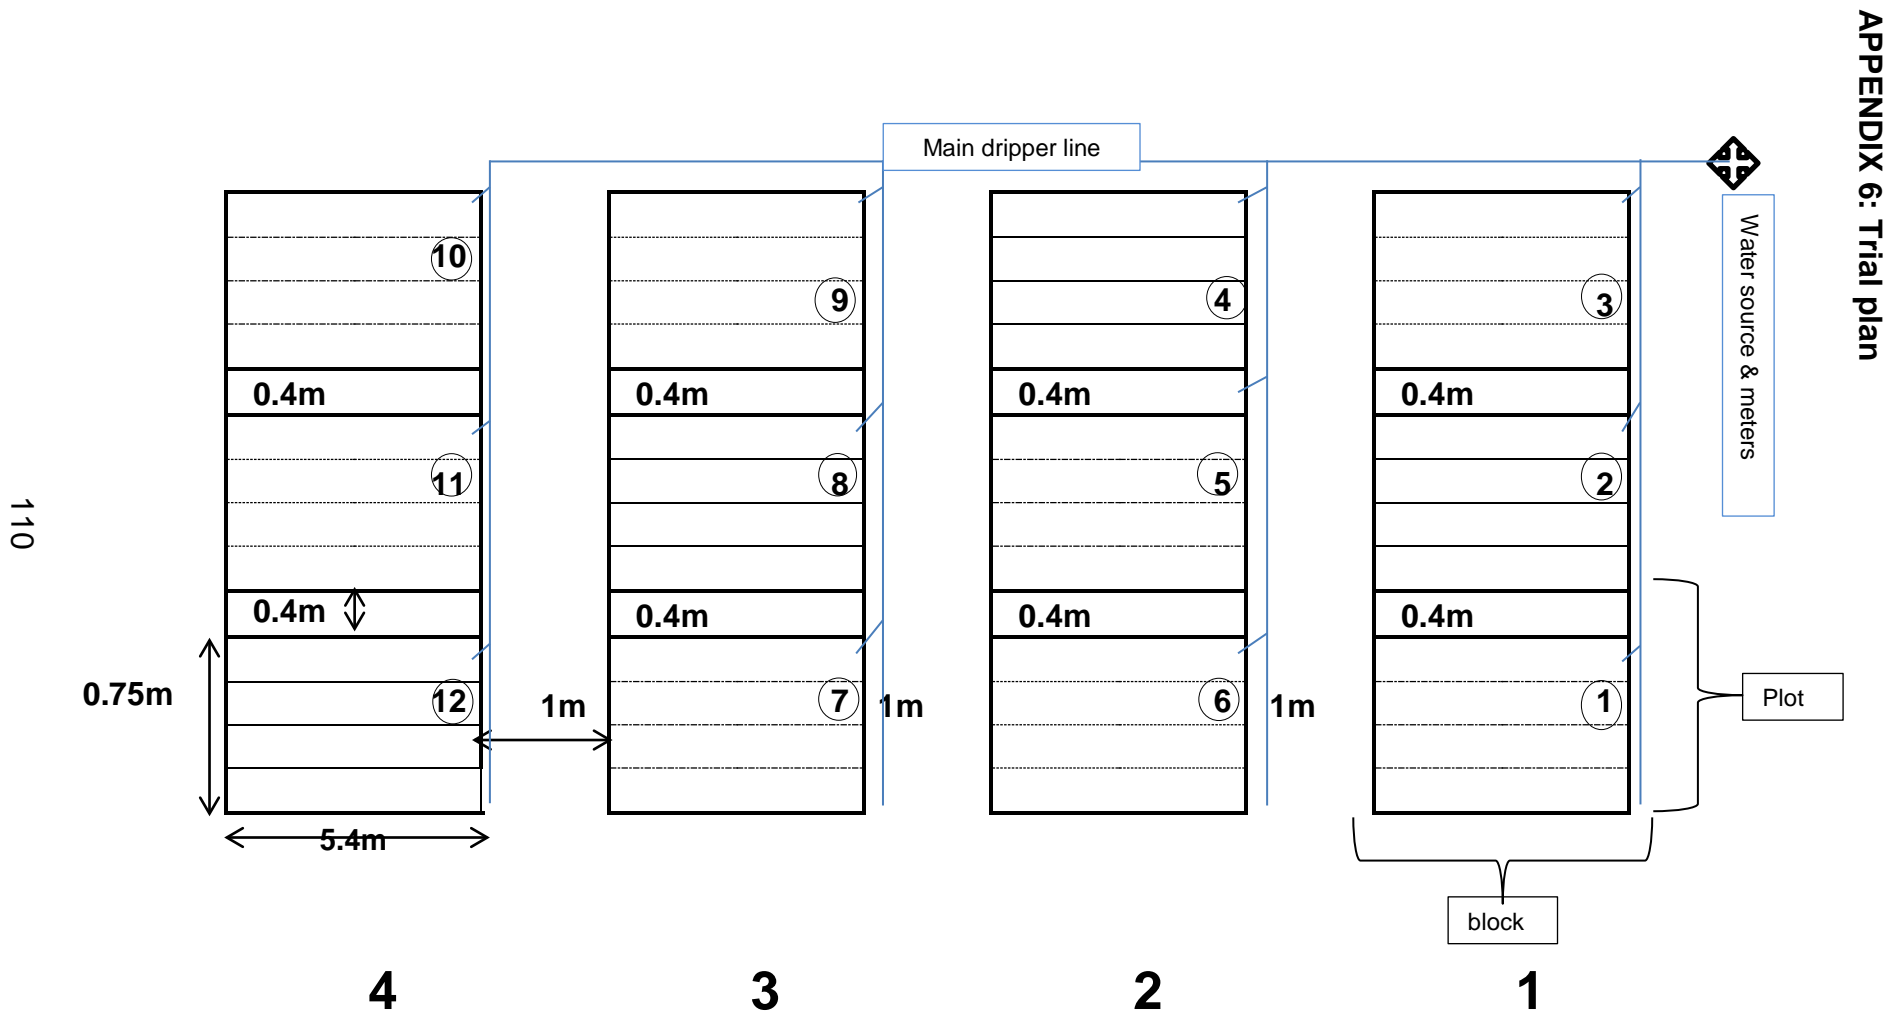 APPENDIX 6: Trial plan
Main dripper line
Water source & meters
10
9
4
3
0.4m
0.4m
0.4m
0.4m
11
8
5
2
0.4m
0.4m
0.4m
0.4m
0.75m
12
1m
7
1m
6
1m
1
Plot
5.4m
block
4
3
2
1
110